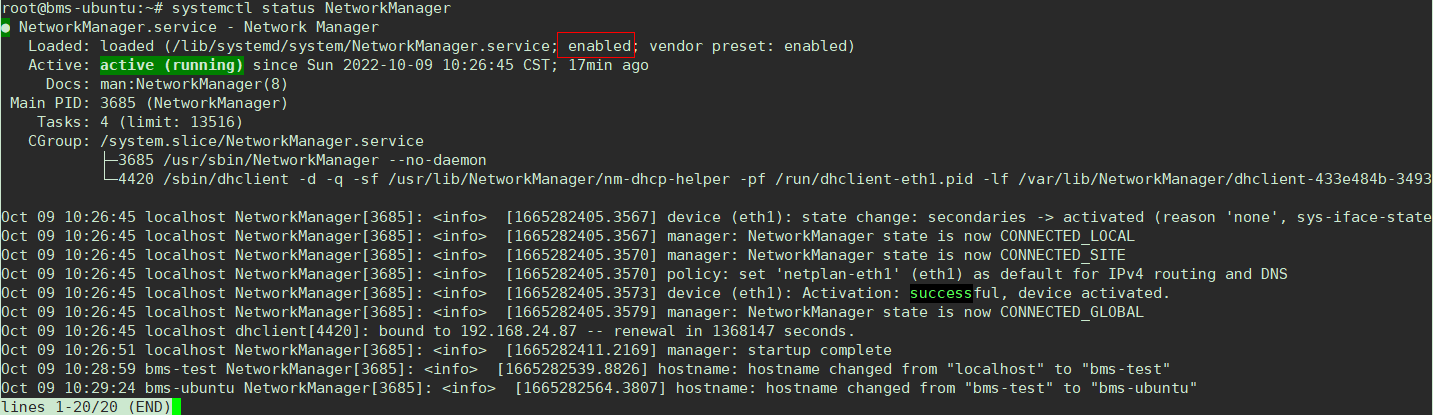 root@bms-ubuntu:~# systemctl status NetworkManager
● NetworkManager.service - Network Manager
   Loaded: loaded (/lib/systemd/system/NetworkManager.service; enabled; vendor preset: enabled)
   Active: active (running) since Sun 2022-10-09 10:26:45 CST; 17min ago
     Docs: man:NetworkManager(8)
 Main PID: 3685 (NetworkManager)
    Tasks: 4 (limit: 13516)
   CGroup: /system.slice/NetworkManager.service
           ├─3685 /usr/sbin/NetworkManager --no-daemon
           └─4420 /sbin/dhclient -d -q -sf /usr/lib/NetworkManager/nm-dhcp-helper -pf /run/dhclient-eth1.pid -lf /var/lib/NetworkManager/dhclient-433e484b-3493
Oct 09 10:26:45 localhost NetworkManager[3685]: <info>  [1665282405.3567] device (eth1): state change: secondaries -> activated (reason 'none', sys-iface-state
Oct 09 10:26:45 localhost NetworkManager[3685]: <info>  [1665282405.3567] manager: NetworkManager state is now CONNECTED_LOCAL
Oct 09 10:26:45 localhost NetworkManager[3685]: <info>  [1665282405.3570] manager: NetworkManager state is now CONNECTED_SITE
Oct 09 10:26:45 localhost NetworkManager[3685]: <info>  [1665282405.3570] policy: set 'netplan-eth1' (eth1) as default for IPv4 routing and DNS
Oct 09 10:26:45 localhost NetworkManager[3685]: <info>  [1665282405.3573] device (eth1): Activation: successful, device activated.
Oct 09 10:26:45 localhost NetworkManager[3685]: <info>  [1665282405.3579] manager: NetworkManager state is now CONNECTED_GLOBAL
Oct 09 10:26:45 localhost dhclient[4420]: bound to 192.168.24.87 -- renewal in 1368147 seconds.
Oct 09 10:26:51 localhost NetworkManager[3685]: <info>  [1665282411.2169] manager: startup complete
Oct 09 10:28:59 bms-test NetworkManager[3685]: <info>  [1665282539.8826] hostname: hostname changed from "localhost" to "bms-test"
Oct 09 10:29:24 bms-ubuntu NetworkManager[3685]: <info>  [1665282564.3807] hostname: hostname changed from "bms-test" to "bms-ubuntu"
lines 1-20/20 (END)